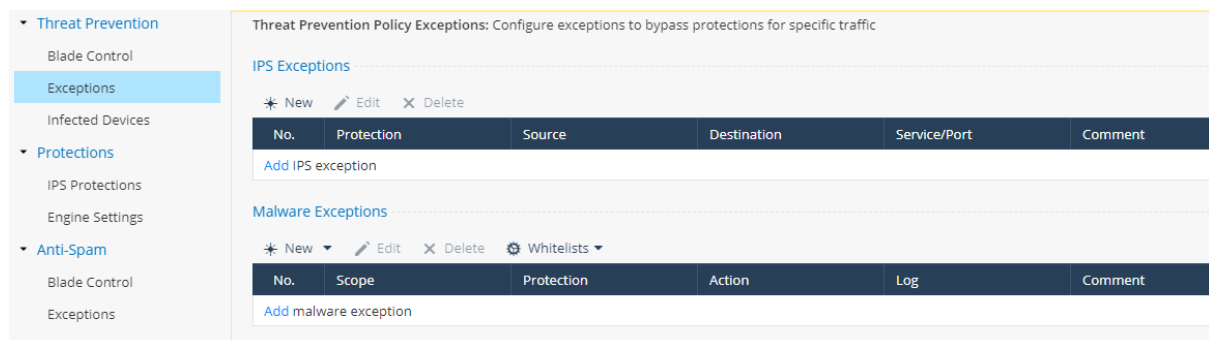 Threat Prevention
Blade Control
Exceptions
Infected Devices
Protections
IPS Protections
Engine Settings
Anti-Spam
Blade Control
Exceptions
Threat Prevention Policy Exceptions: Configure exceptions to bypass protections for specific traffic
IPS Exceptions
New Edit Delete
No. Protection Source Destination Service/Port Comment
Add IPS exception
Malware Exceptions
New Edit Delete Whitelists
No. Scope Protection Action Log Comment
Add malware exception